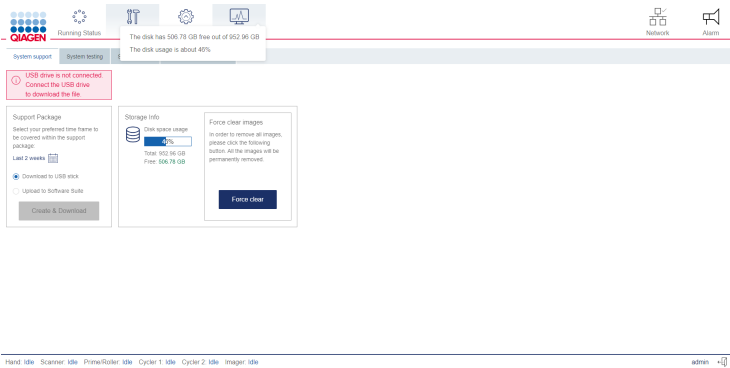 QIAGEN
Running Status
Network
Alarm
The disk has 506.78 GB free out of 952.96 GB
The disk usage is about 46%
System support
System testing
USB drive is not connected.
Connect the USB drive
to download the file.
Support Package
Select your preferred time frame to
be covered within the support
package.
Last 2 weeks
Download to USB stick
Upload to Software Suite
Create & Download
Storage Info
Disk space usage
46%
Total: 952.96 GB
Free: 506.78 GB
Force clear images
In order to remove all images,
please click the following
button. All the images will be
permanently removed.
Force clear
Hand: Idle Scanner: Idle Prime/Roller: Idle Cycler 1: Idle Cycler 2: Idle Imager: Idle
admin